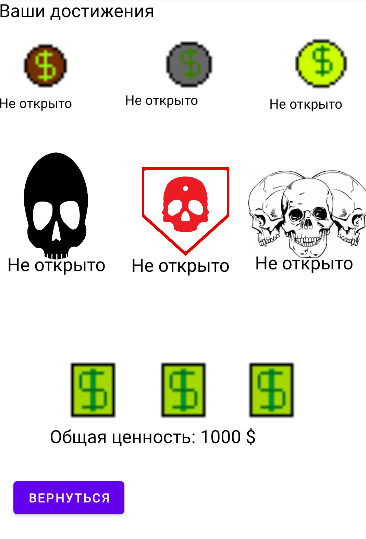 Ваши достижения
Не открыто
Не открыто
Не открыто
Не открыто
Не открыто
Не открыто
Общая ценность: 1000 $
ВЕРНУТЬСЯ